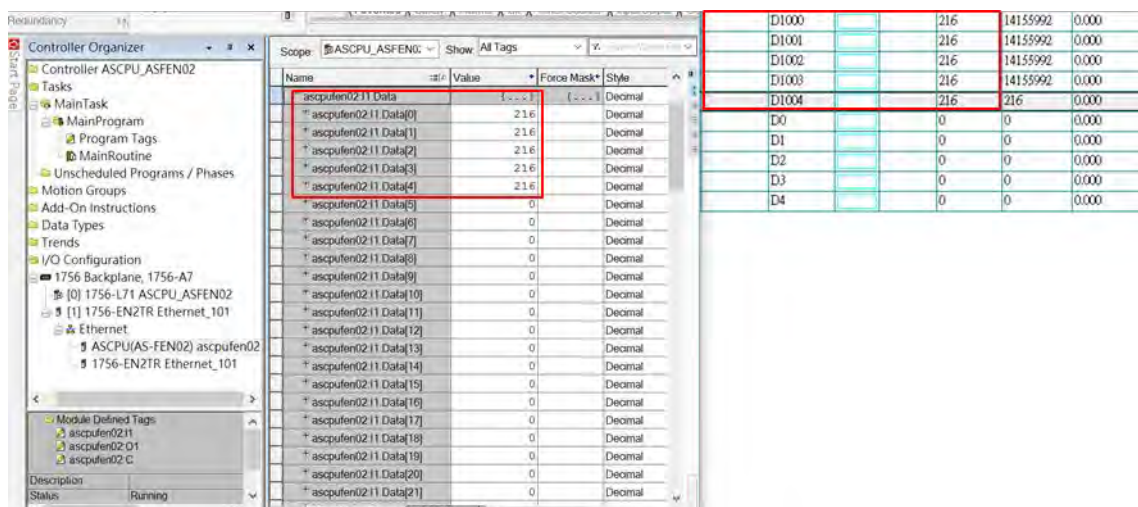 Redundancy
Start Page
Controller Organizer
Controller ASCPU_ASFEN02
Tasks
MainTask
MainProgram
Program Tags
MainRoutine
Unscheduled Programs / Phases
Motion Groups
Add-On Instructions
Data Types
Trends
I/O Configuration
1756 Backplane, 1756-A7
[0] 1756-L71 ASCPU_ASFEN02
[1] 1756-EN2TR Ethernet_101
Ethernet
ASCPU(AS-FEN02) ascpufen02
1756-EN2TR Ethernet_101
Module Defined Tags
ascpufen02:I1
ascpufen02:O1
ascpufen02:C
Description
Status Running
Scope: ASCPU_ASFEN0: Show: All Tags
Name Value Force Mask Style
ascpufen02:I1.Data {...} {...} Decimal
ascpufen02:I1.Data[0] 216 Decimal
ascpufen02:I1.Data[1] 216 Decimal
ascpufen02:I1.Data[2] 216 Decimal
ascpufen02:I1.Data[3] 216 Decimal
ascpufen02:I1.Data[4] 216 Decimal
ascpufen02:I1.Data[5] 0 Decimal
ascpufen02:I1.Data[6] 0 Decimal
ascpufen02:I1.Data[7] 0 Decimal
ascpufen02:I1.Data[8] 0 Decimal
ascpufen02:I1.Data[9] 0 Decimal
ascpufen02:I1.Data[10] 0 Decimal
ascpufen02:I1.Data[11] 0 Decimal
ascpufen02:I1.Data[12] 0 Decimal
ascpufen02:I1.Data[13] 0 Decimal
ascpufen02:I1.Data[14] 0 Decimal
ascpufen02:I1.Data[15] 0 Decimal
ascpufen02:I1.Data[16] 0 Decimal
ascpufen02:I1.Data[17] 0 Decimal
ascpufen02:I1.Data[18] 0 Decimal
ascpufen02:I1.Data[19] 0 Decimal
ascpufen02:I1.Data[20] 0 Decimal
ascpufen02:I1.Data[21] 0 Decimal
D1000 216 14155992 0.000
D1001 216 14155992 0.000
D1002 216 14155992 0.000
D1003 216 14155992 0.000
D1004 216 216 0.000
D0 0 0 0.000
D1 0 0 0.000
D2 0 0 0.000
D3 0 0 0.000
D4 0 0 0.000